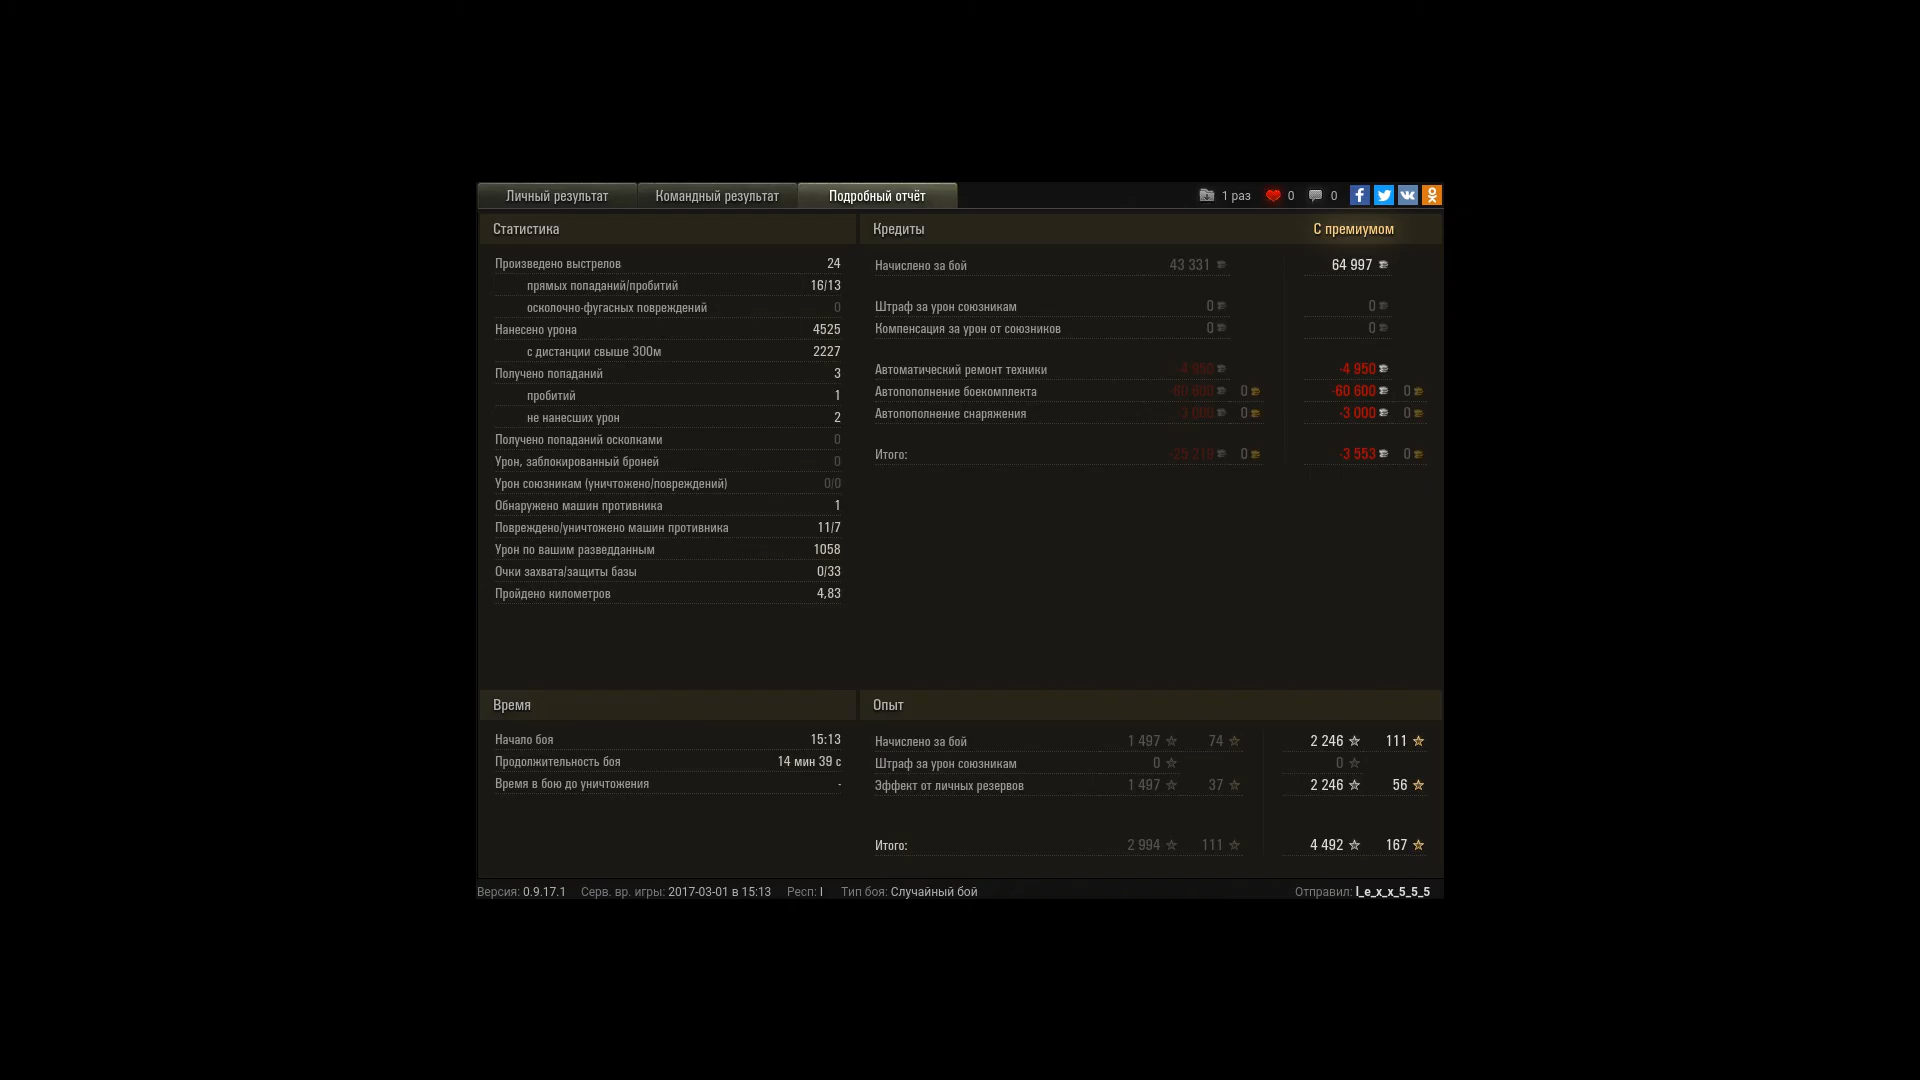 Личный результат Командный результат Подробный отчёт 1 раз 0 0
Статистика
Произведено выстрелов 24
прямых попаданий/пробитий 16/13
осколочно-фугасных повреждений 0
Нанесено урона 4525
с дистанции свыше 300м 2227
Получено попаданий 3
пробитий 1
не нанесших урон 2
Получено попаданий осколками 0
Урон, заблокированный броней 0
Урон союзникам (уничтожено/повреждений) 0/0
Обнаружено машин противника 1
Повреждено/уничтожено машин противника 11/7
Урон по вашим разведданным 1058
Очки захвата/защиты базы 0/33
Пройдено километров 4,83
Кредиты С премиумом
Начислено за бой 43 331 64 997
Штраф за урон союзникам 0 0
Компенсация за урон от союзников 0 0
Автоматический ремонт техники -4 950 -4 950
Автопополнение боекомплекта -60 600 0 -60 600 0
Автопополнение снаряжения -3 000 0 -3 000 0
Итого: -25 219 0 -3 553 0
Время
Начало боя 15:13
Продолжительность боя 14 мин 39 с
Время в бою до уничтожения -
Опыт
Начислено за бой 1 497 74 2 246 111
Штраф за урон союзникам 0 0
Эффект от личных резервов 1 497 37 2 246 56
Итого: 2 994 111 4 492 167
Версия: 0.9.17.1 Серв. вр. игры: 2017-03-01 в 15:13 Респ: I Тип боя: Случайный бой Отправил: l_e_x_x_5_5_5